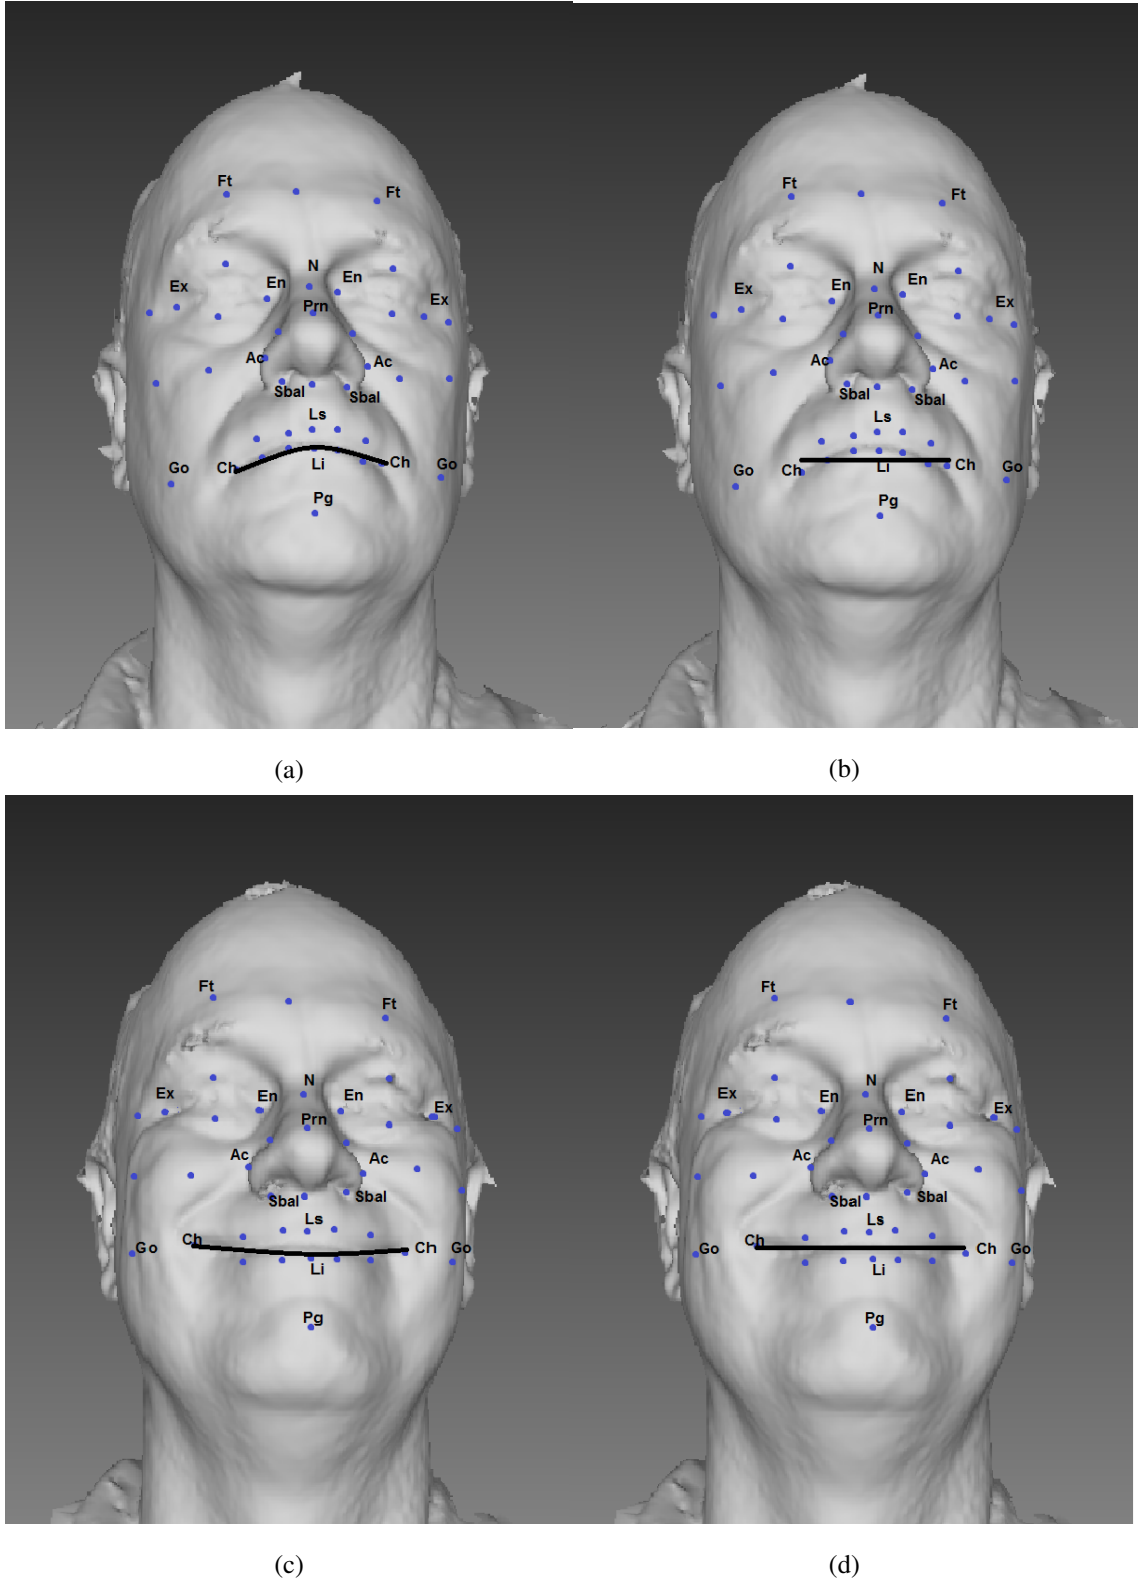 Ft Ft
N
Ex En En Ex
Prn
Ac Ac
Sbal Sbal
Ls
Go Ch Li Ch Go
Pg
(a)
Ft Ft
N
Ex En En Ex
Prn
Ac Ac
Sbal Sbal
Ls
Go Ch Li Ch Go
Pg
(b)
Ft Ft
N
Ex En En Ex
Prn
Ac Ac
Sbal Sbal
Ls
Go Ch Ch Go
Li
Pg
(c)
Ft Ft
N
Ex En En Ex
Prn
Ac Ac
Sbal Sbal
Ls
Go Ch Ch Go
Li
Pg
(d)